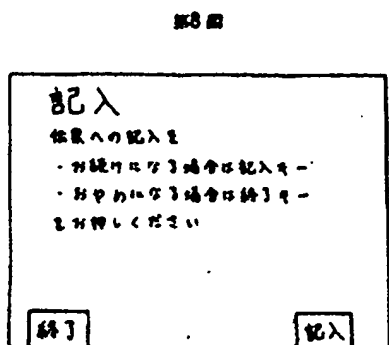 第8図
記入
伝票への記入を
・お続けになる場合は記入キー
・おやめになる場合は終了キー
をお押しください
終了
記入